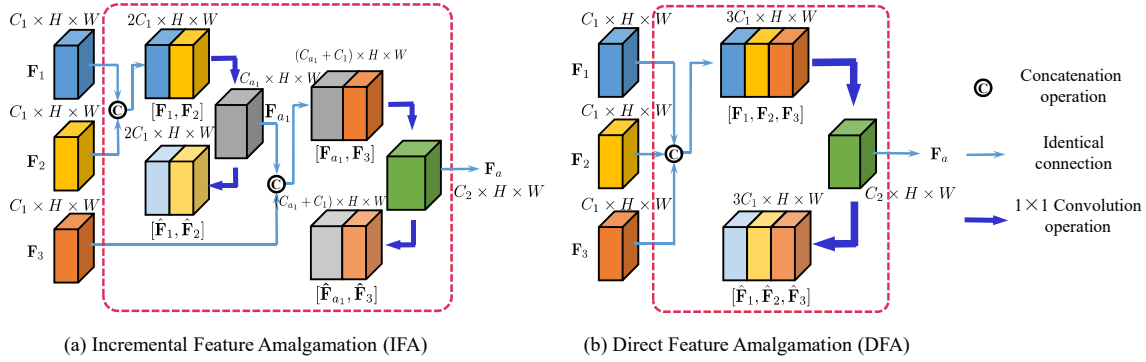 C₁ × H × W
F₁
C₁ × H × W
F₂
C₁ × H × W
F₃
C
2C₁ × H × W
[F₁, F₂]
2C₁ × H × W
[F̂₁, F̂₂]
C_{a₁} × H × W
F_{a₁}
C
(C_{a₁} + C₁) × H × W
[F_{a₁}, F₃]
C_{a₁} + C₁) × H × W
[F̂_{a₁}, F̂₃]
F_a
C₂ × H × W
(a) Incremental Feature Amalgamation (IFA)
C₁ × H × W
F₁
C₁ × H × W
F₂
C₁ × H × W
F₃
C
3C₁ × H × W
[F₁, F₂, F₃]
3C₁ × H × W
[F̂₁, F̂₂, F̂₃]
F_a
C₂ × H × W
(b) Direct Feature Amalgamation (DFA)
C
Concatenation
operation
Identical
connection
1×1 Convolution
operation